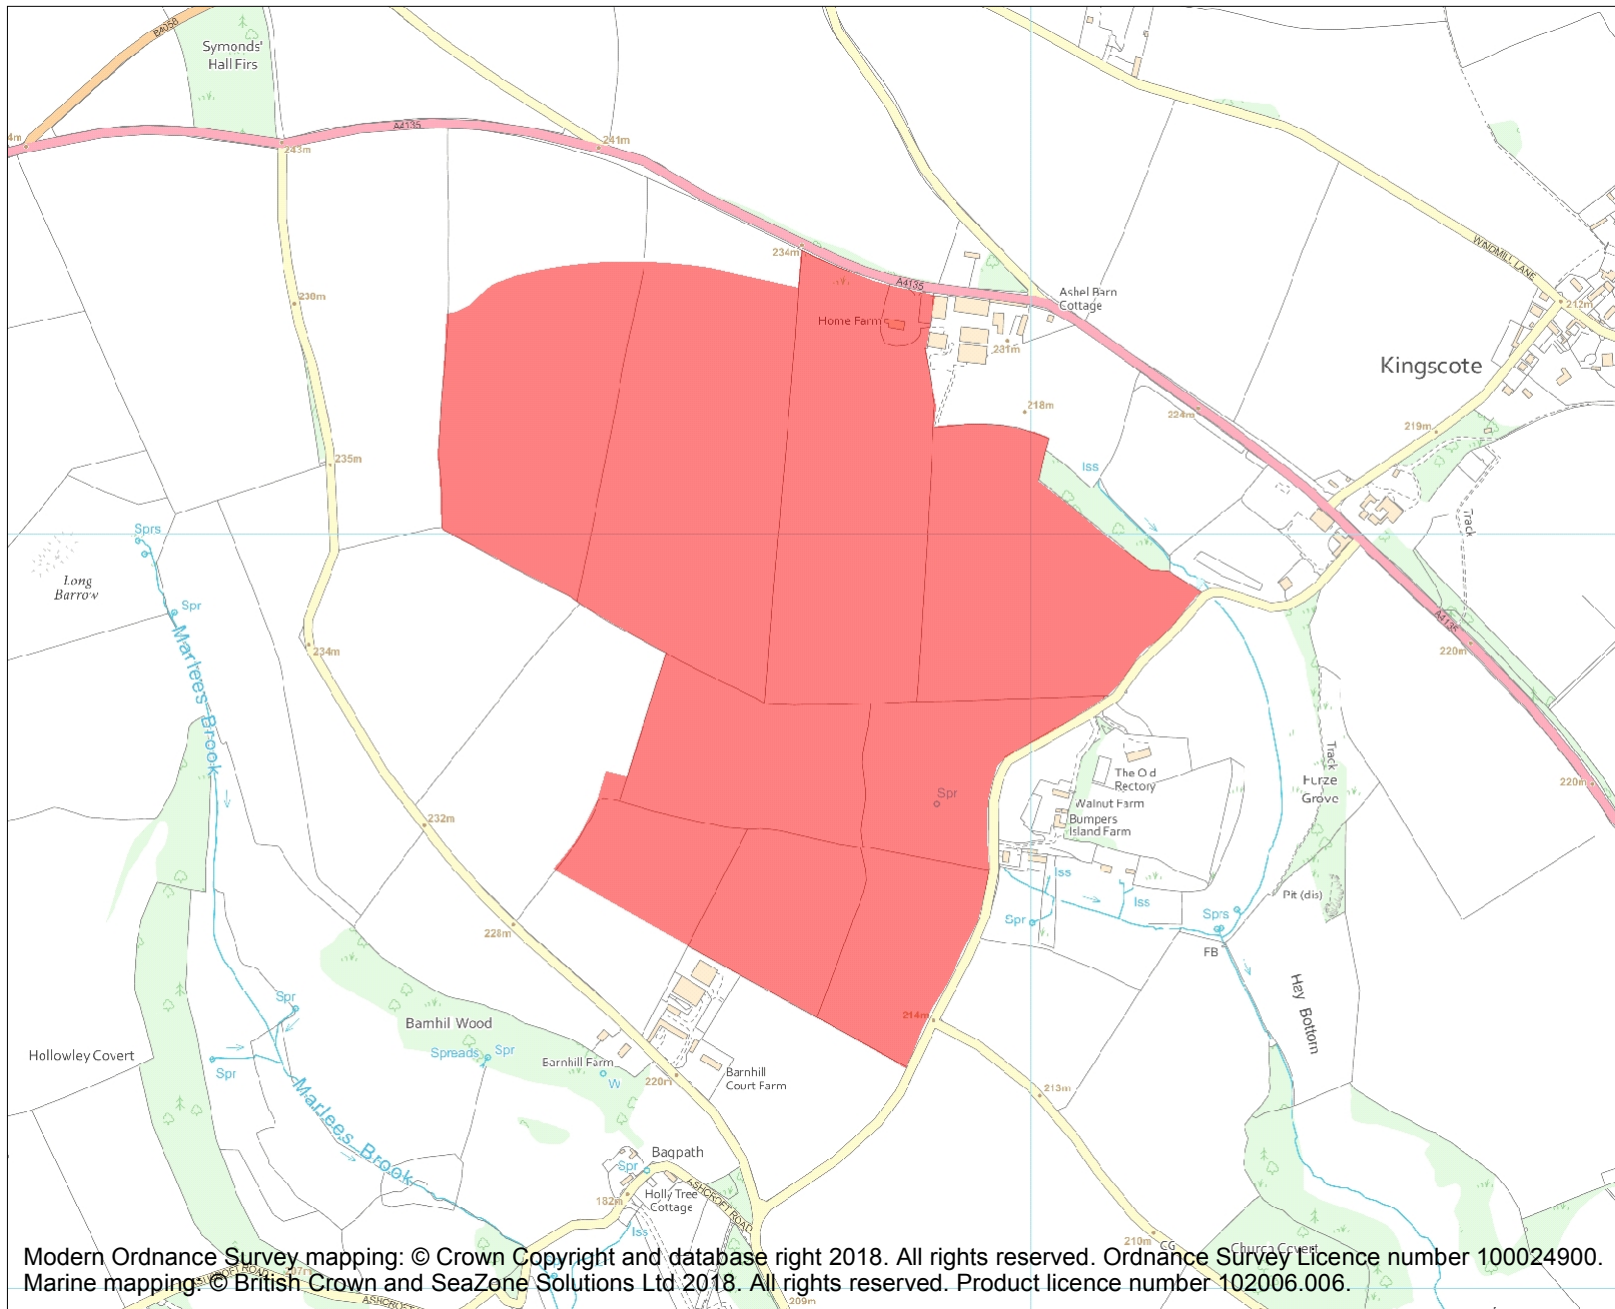 B4058
Symonds'
Hall Firs
4m
A4135
243m
241m
234m
A4135
Ashel Barn
Cottage
WINDMILL LANE
212m
230m
Home Farm
231m
Kingscote
218m
224m
219m
235m
Iss
Track
Sprs
Long
Barrow
Spr
Marlees Brook
234m
A4135
220m
Track
Furze
Grove
220m
The Old
Rectory
Spr
Walnut Farm
Bumpers
Island Farm
232m
Iss
Iss
Pit (dis)
Spr
Sprs
228m
FB
Hay Bottom
Spr
214m
Barnhill Wood
Hollowley Covert
Spreads
Spr
Barnhill Farm
Spr
W
220m
Barnhill
Court Farm
213m
Marlees Brook
Bagpath
Spr
182m
Holly Tree
Cottage
ASHCROFT ROAD
Iss
210m
CG
Modern Ordnance Survey mapping: © Crown Copyright and database right 2018. All rights reserved. Ordnance Survey Licence number 100024900.
Marine mapping: © British Crown and SeaZone Solutions Ltd 2018. All rights reserved. Product licence number 102006.006.
209m